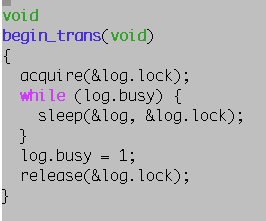 void
begin_trans(void)
{
  acquire(&log.lock);
  while (log.busy) {
    sleep(&log, &log.lock);
  }
  log.busy = 1;
  release(&log.lock);
}